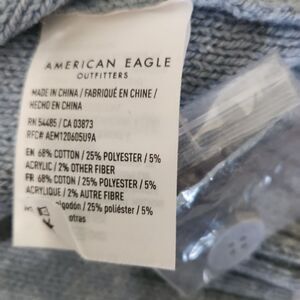 AMERICAN EAGLE
OUTFITTERS
MADE IN CHINA / FABRIQUÉ EN CHINE /
HECHO EN CHINA
RN 54485 / CA 03873
RFC# AEM120605U9A
EN: 68% COTTON / 25% POLYESTER / 5%
ACRYLIC / 2% OTHER FIBER
FR: 68% COTON / 25% POLYESTER / 5%
ACRYLIQUE / 2% AUTRE FIBRE
algodón / 25% poliéster / 5%
otras